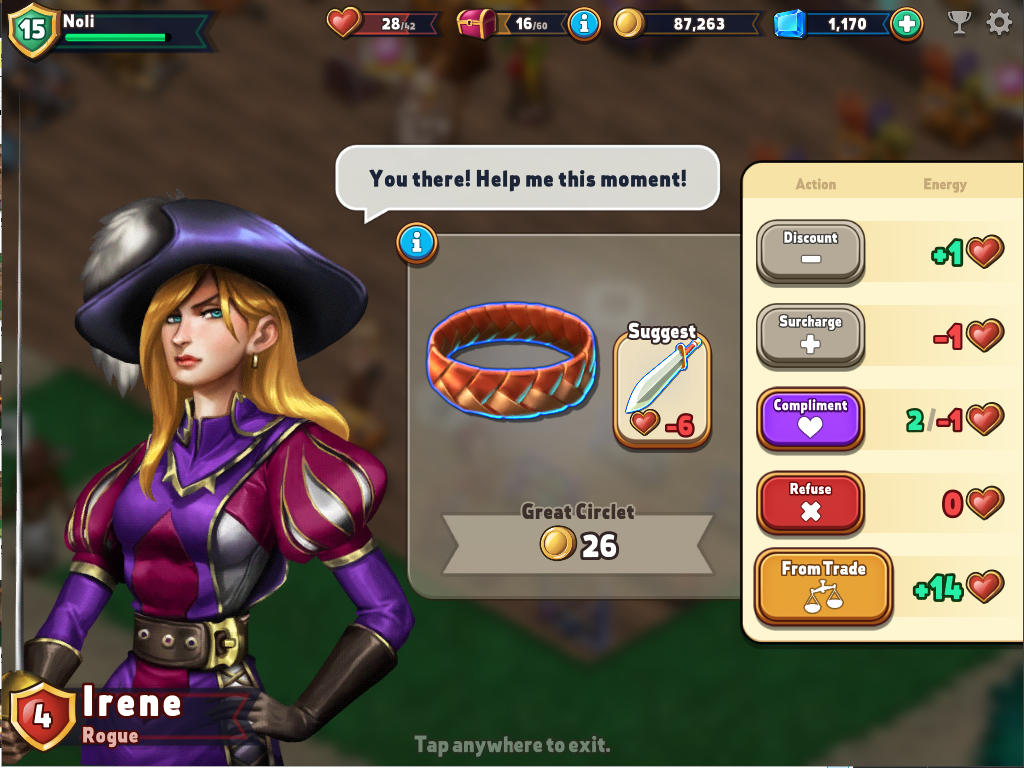 15
Noli
28/42
16/60
i
87,263
1,170
You there! Help me this moment!
i
Suggest
-6
Great Circlet
26
Action Energy
Discount +1
Surcharge -1
Compliment 2/-1
Refuse 0
From Trade +14
4
Irene
Rogue
Tap anywhere to exit.